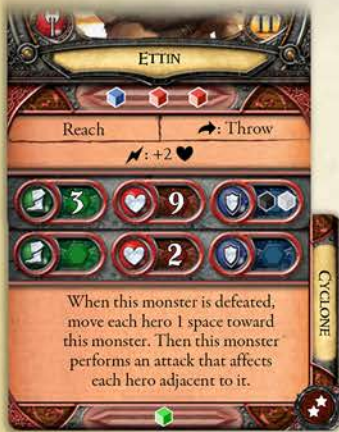 II
ETTIN
Reach
: Throw
: +2
3
9
2
When this monster is defeated,
move each hero 1 space toward
this monster. Then this monster
performs an attack that affects
each hero adjacent to it.
CYCLONE